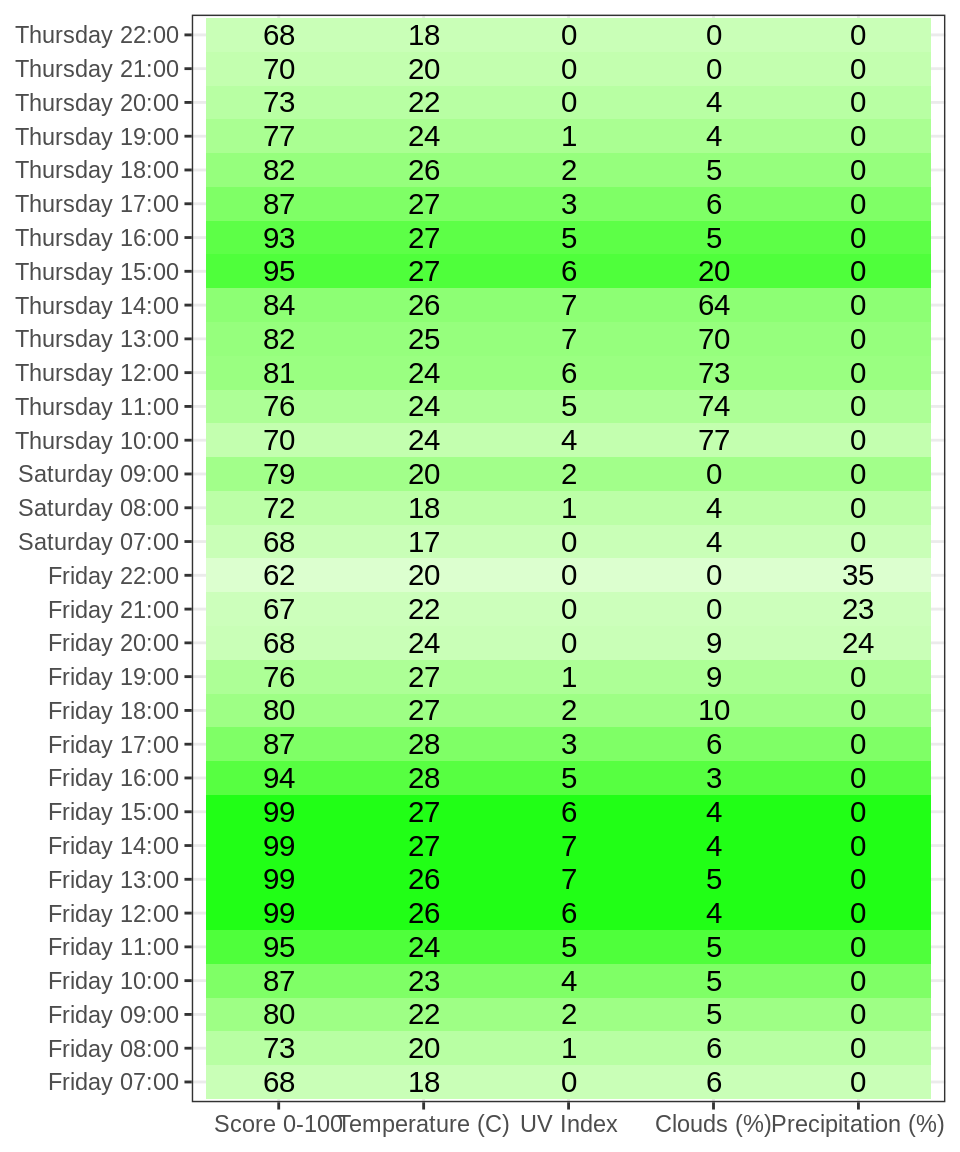 Thursday 22:00 68 18 0 0 0
Thursday 21:00 70 20 0 0 0
Thursday 20:00 73 22 0 4 0
Thursday 19:00 77 24 1 4 0
Thursday 18:00 82 26 2 5 0
Thursday 17:00 87 27 3 6 0
Thursday 16:00 93 27 5 5 0
Thursday 15:00 95 27 6 20 0
Thursday 14:00 84 26 7 64 0
Thursday 13:00 82 25 7 70 0
Thursday 12:00 81 24 6 73 0
Thursday 11:00 76 24 5 74 0
Thursday 10:00 70 24 4 77 0
Saturday 09:00 79 20 2 0 0
Saturday 08:00 72 18 1 4 0
Saturday 07:00 68 17 0 4 0
Friday 22:00 62 20 0 0 35
Friday 21:00 67 22 0 0 23
Friday 20:00 68 24 0 9 24
Friday 19:00 76 27 1 9 0
Friday 18:00 80 27 2 10 0
Friday 17:00 87 28 3 6 0
Friday 16:00 94 28 5 3 0
Friday 15:00 99 27 6 4 0
Friday 14:00 99 27 7 4 0
Friday 13:00 99 26 7 5 0
Friday 12:00 99 26 6 4 0
Friday 11:00 95 24 5 5 0
Friday 10:00 87 23 4 5 0
Friday 09:00 80 22 2 5 0
Friday 08:00 73 20 1 6 0
Friday 07:00 68 18 0 6 0
Score 0-100 Temperature (C) UV Index Clouds (%) Precipitation (%)